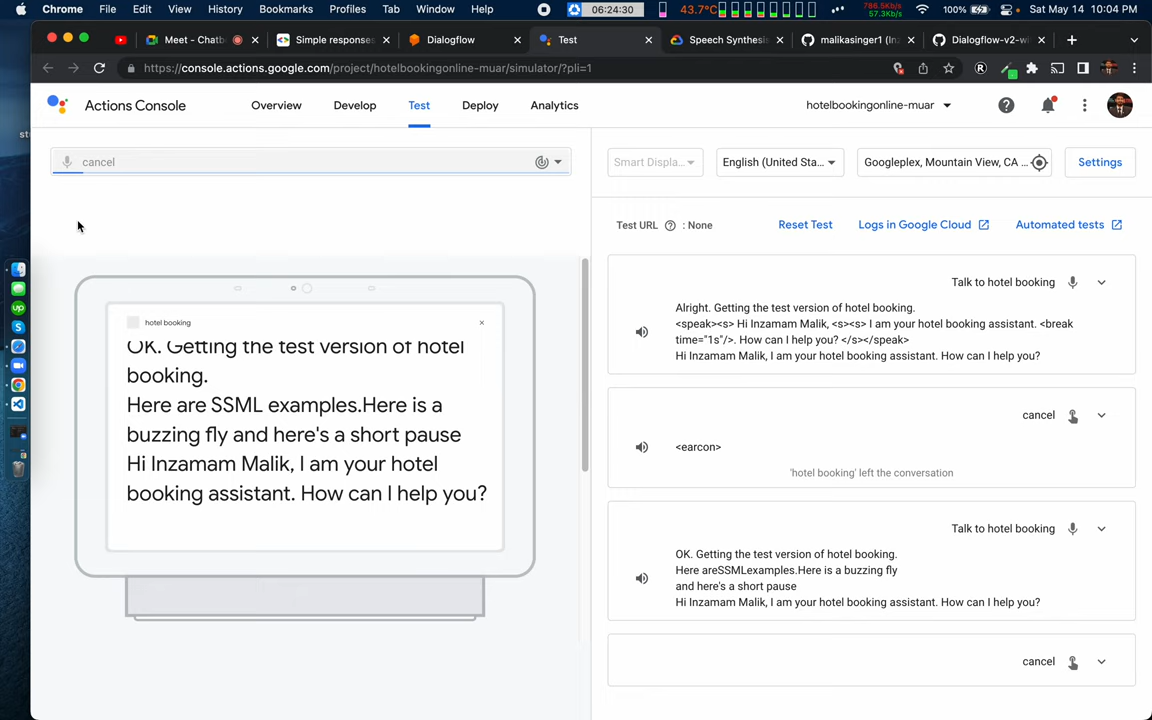 Chrome File Edit View History Bookmarks Profiles Tab Window Help 06:24:30 43.7°C 786.5Kb/s 57.3Kb/s 100% Sat May 14 10:04 PM
Meet - Chatb Simple responses Dialogflow Test Speech Synthesis malikasinger1 (Inz Dialogflow-v2-wi
https://console.actions.google.com/project/hotelbookingonline-muar/simulator/?pli=1
Actions Console Overview Develop Test Deploy Analytics hotelbookingonline-muar
cancel
Smart Displa... English (United Sta... Googleplex, Mountain View, CA ... Settings
Test URL : None Reset Test Logs in Google Cloud Automated tests
hotel booking
OK. Getting the test version of hotel
booking.
Here are SSML examples.Here is a
buzzing fly and here's a short pause
Hi Inzamam Malik, I am your hotel
booking assistant. How can I help you?
Talk to hotel booking
Alright. Getting the test version of hotel booking.
<speak><s> Hi Inzamam Malik, <s><s> I am your hotel booking assistant. <break
time="1s"/>. How can I help you? </s></speak>
Hi Inzamam Malik, I am your hotel booking assistant. How can I help you?
cancel
<earcon>
'hotel booking' left the conversation
Talk to hotel booking
OK. Getting the test version of hotel booking.
Here areSSMLexamples.Here is a buzzing fly
and here's a short pause
Hi Inzamam Malik, I am your hotel booking assistant. How can I help you?
cancel